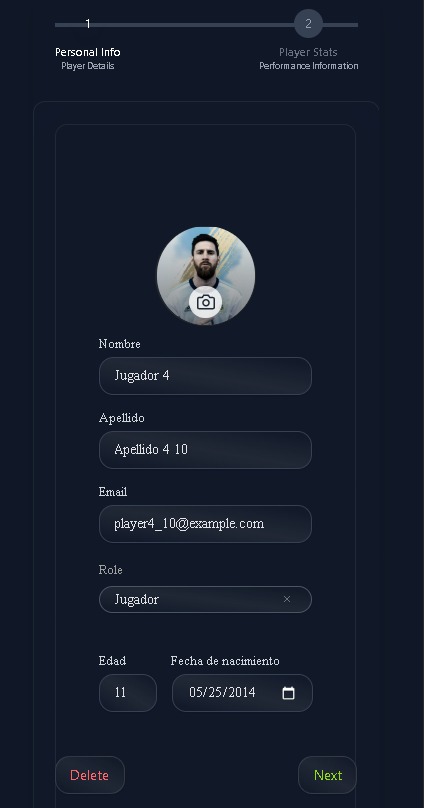 1
2
Personal Info
Player Stats
Player Details
Performance Information
Nombre
Jugador 4
Apellido
Apellido 4 10
Email
player4_10@example.com
Role
Jugador
Edad
Fecha de nacimiento
11
05/25/2014
Delete
Next